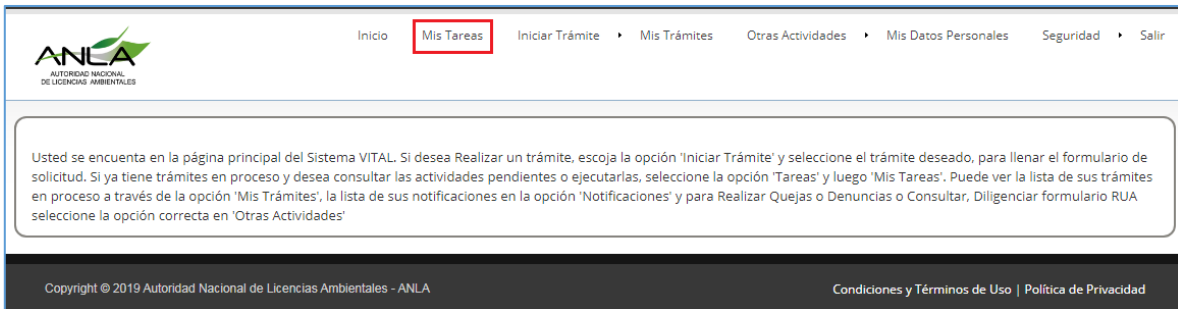 Inicio Mis Tareas Iniciar Trámite Mis Trámites Otras Actividades Mis Datos Personales Seguridad Salir
ANLA
AUTORIDAD NACIONAL
DE LICENCIAS AMBIENTALES
Usted se encuenta en la página principal del Sistema VITAL. Si desea Realizar un trámite, escoja la opción 'Iniciar Trámite' y seleccione el trámite deseado, para llenar el formulario de
solicitud. Si ya tiene trámites en proceso y desea consultar las actividades pendientes o ejecutarlas, seleccione la opción 'Tareas' y luego 'Mis Tareas'. Puede ver la lista de sus trámites
en proceso a través de la opción 'Mis Trámites', la lista de sus notificaciones en la opción 'Notificaciones' y para Realizar Quejas o Denuncias o Consultar, Diligenciar formulario RUA
seleccione la opción correcta en 'Otras Actividades'
Copyright © 2019 Autoridad Nacional de Licencias Ambientales - ANLA Condiciones y Términos de Uso | Política de Privacidad